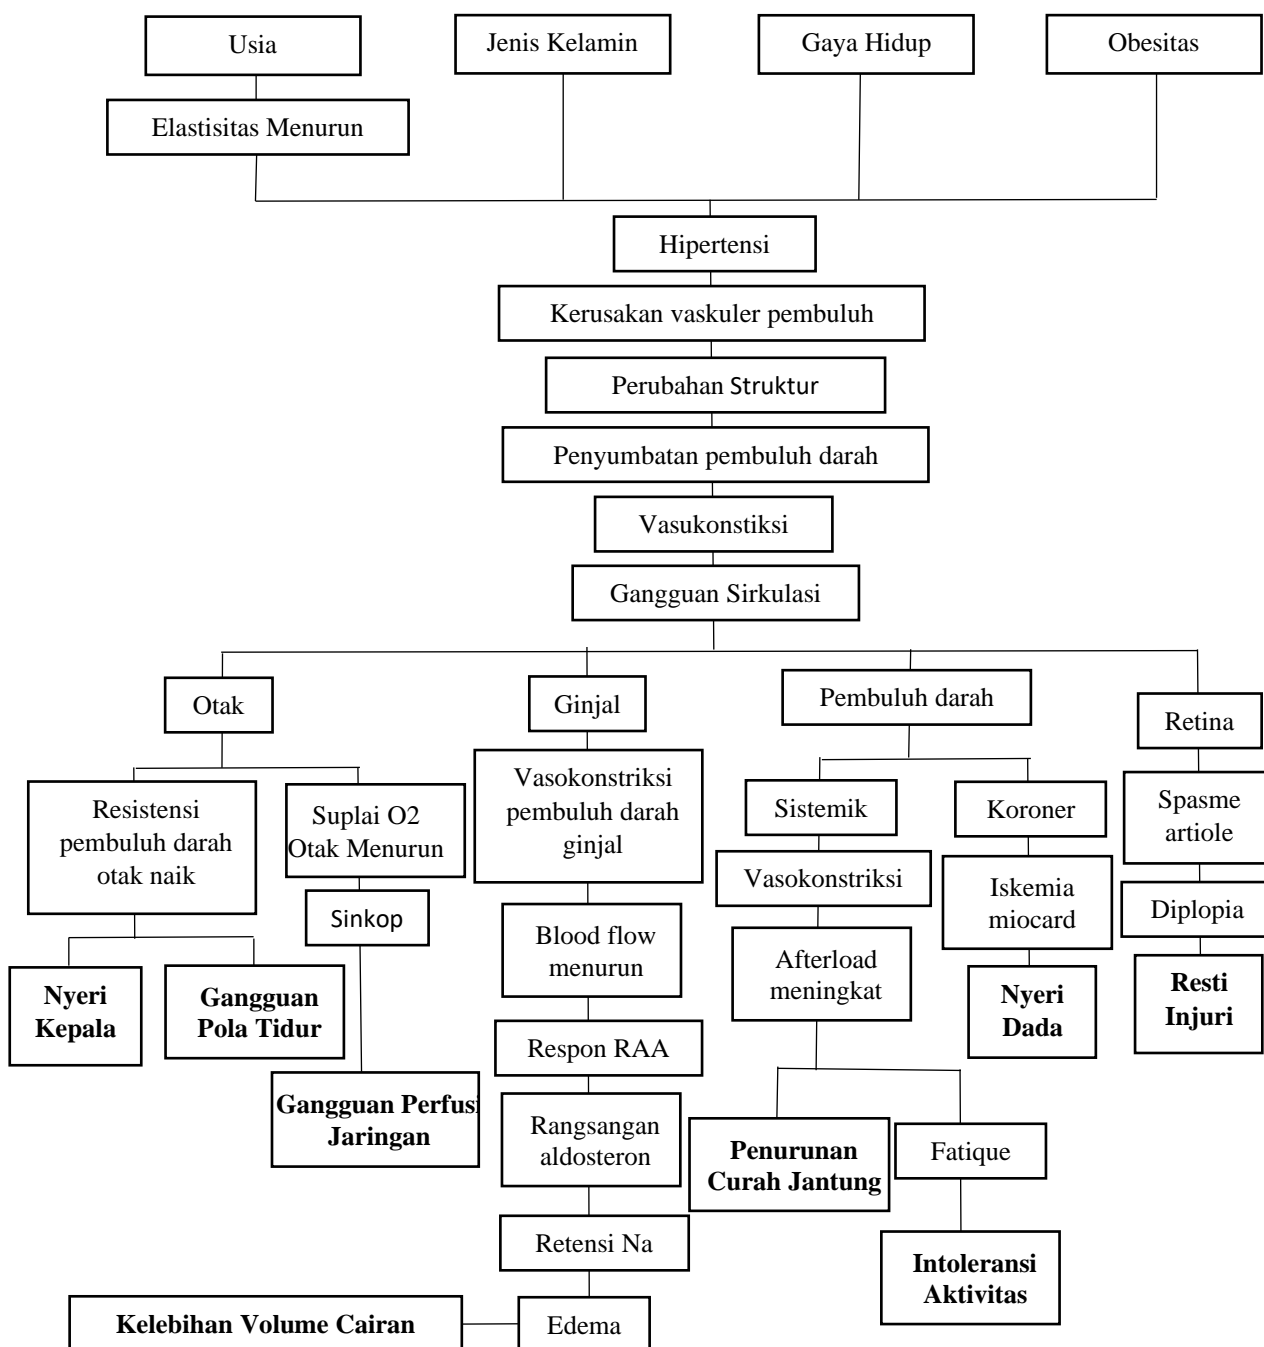 Usia
Jenis Kelamin
Gaya Hidup
Obesitas
Elastisitas Menurun
Hipertensi
Kerusakan vaskuler pembuluh
Perubahan Struktur
Penyumbatan pembuluh darah
Vasukonstiksi
Gangguan Sirkulasi
Otak
Ginjal
Pembuluh darah
Retina
Resistensi
pembuluh darah
otak naik
Suplai O2
Otak Menurun
Vasokonstriksi
pembuluh darah
ginjal
Sistemik
Koroner
Spasme
artiole
Vasokonstriksi
Iskemia
miocard
Diplopia
Sinkop
Blood flow
menurun
Afterload
meningkat
Nyeri
Kepala
Gangguan
Pola Tidur
Nyeri
Dada
Resti
Injuri
Respon RAA
Gangguan Perfusi
Jaringan
Rangsangan
aldosteron
Penurunan
Curah Jantung
Fatique
Retensi Na
Intoleransi
Aktivitas
Kelebihan Volume Cairan
Edema